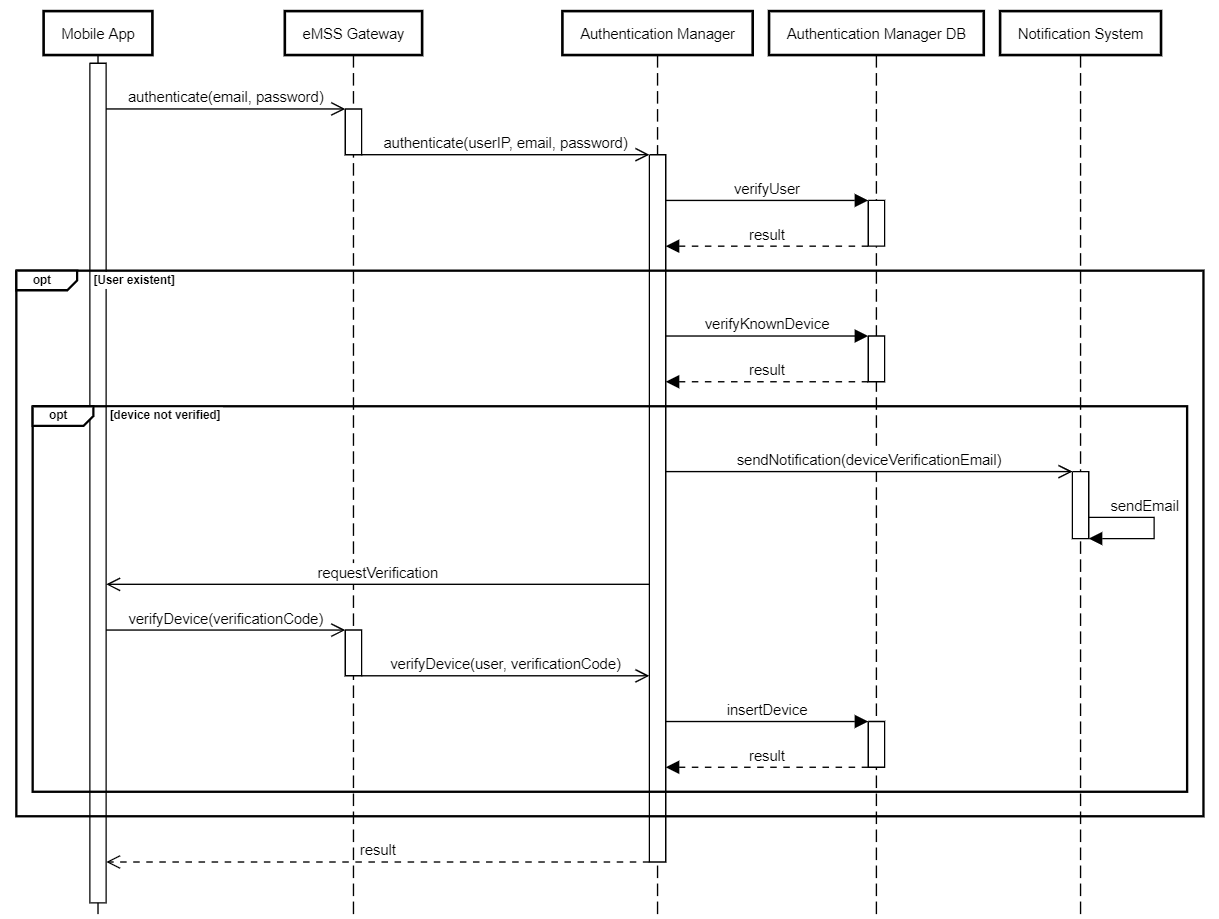 Mobile App
eMSS Gateway
Authentication Manager
Authentication Manager DB
Notification System
authenticate(email, password)
authenticate(userIP, email, password)
verifyUser
result
opt
[User existent]
verifyKnownDevice
result
opt
[device not verified]
sendNotification(deviceVerificationEmail)
sendEmail
requestVerification
verifyDevice(verificationCode)
verifyDevice(user, verificationCode)
insertDevice
result
result